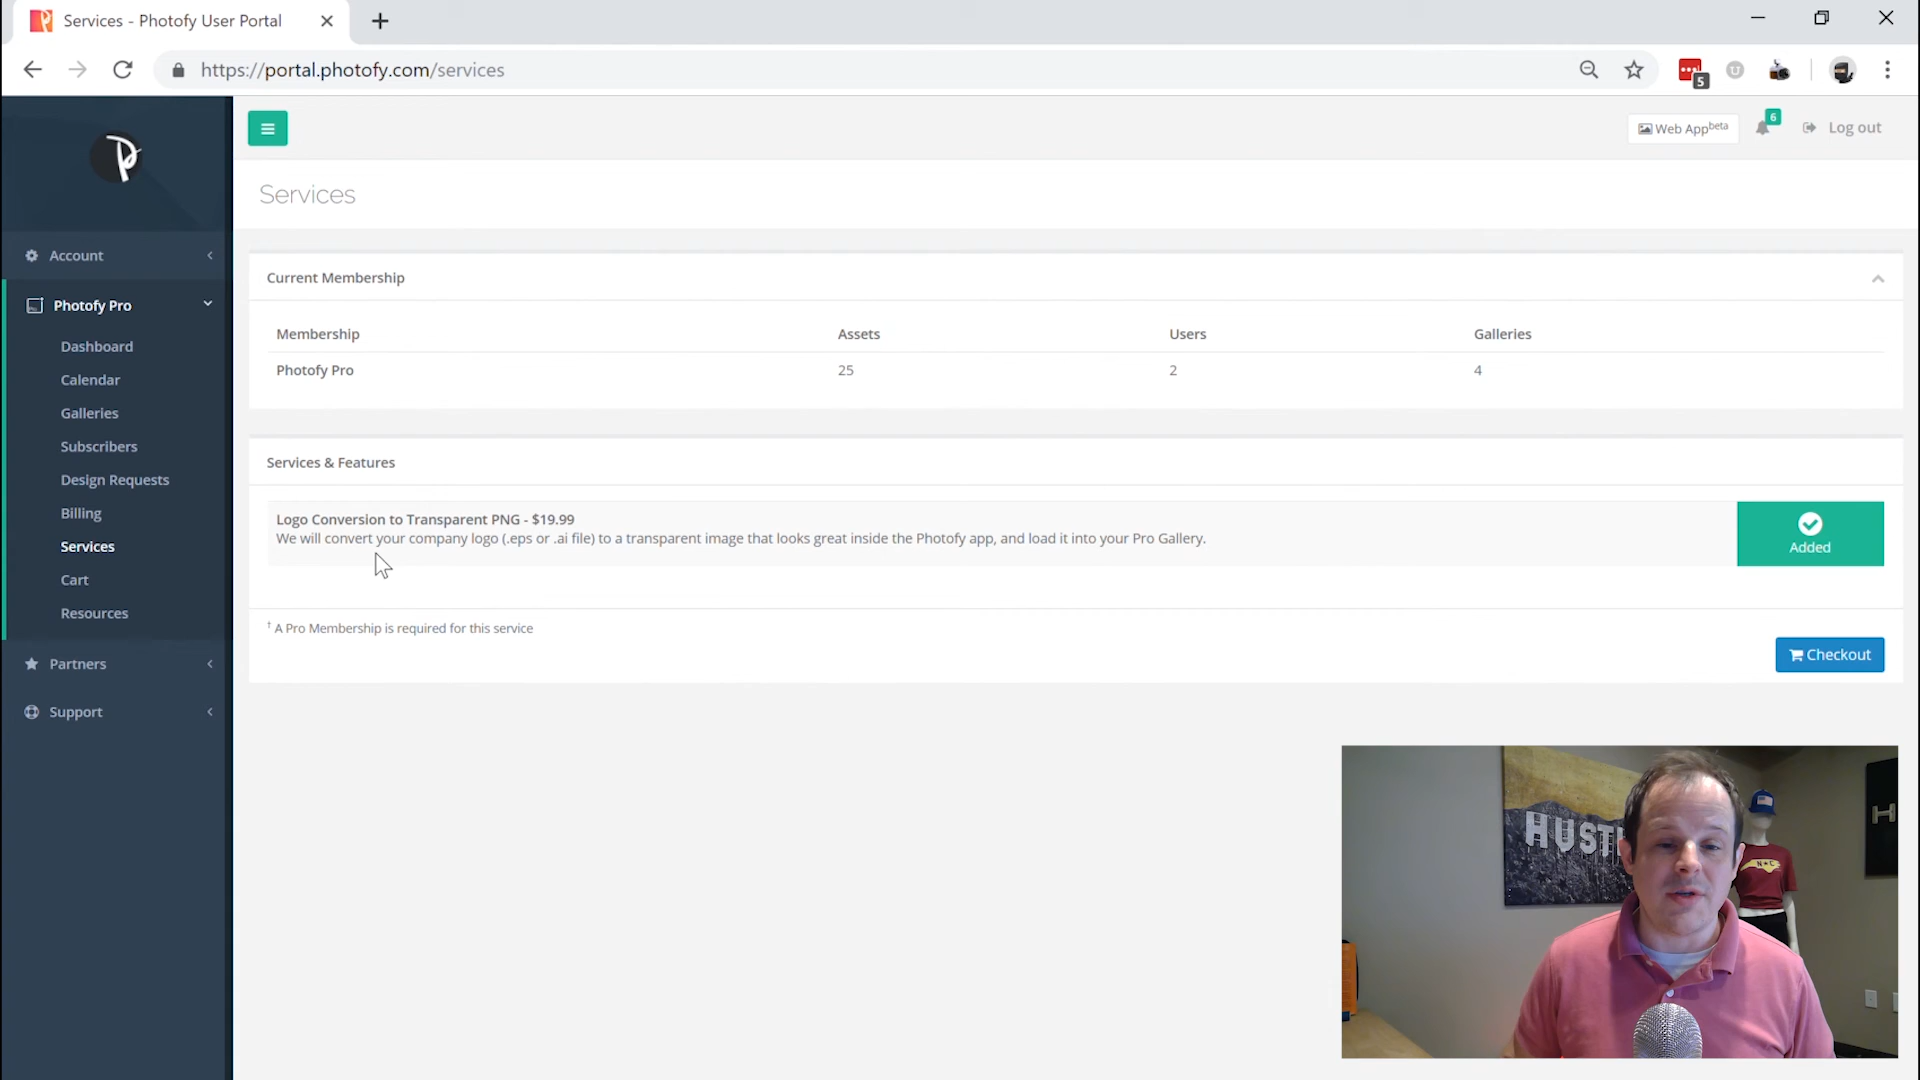 Services - Photofy User Portal
https://portal.photofy.com/services
5
Web App beta
6
Log out
Services
Account
Photofy Pro
Dashboard
Calendar
Galleries
Subscribers
Design Requests
Billing
Services
Cart
Resources
Partners
Support
Current Membership
Membership Assets Users Galleries
Photofy Pro 25 2 4
Services & Features
Logo Conversion to Transparent PNG - $19.99
We will convert your company logo (.eps or .ai file) to a transparent image that looks great inside the Photofy app, and load it into your Pro Gallery.
Added
† A Pro Membership is required for this service
Checkout
HUSTL
H